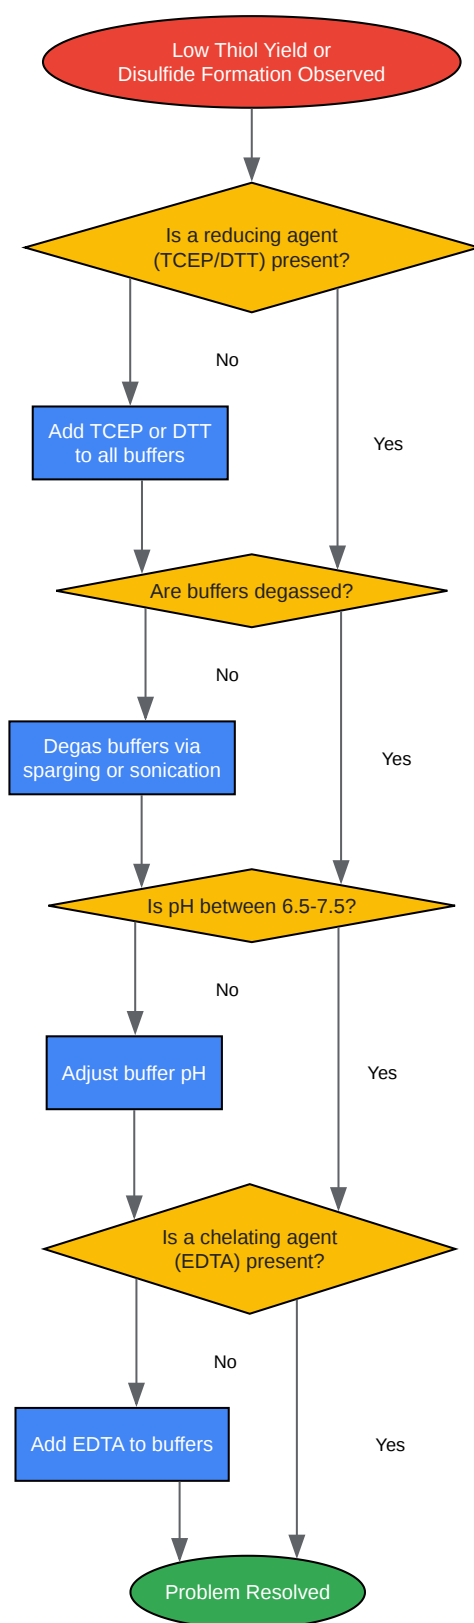 Low Thiol Yield or
Disulfide Formation Observed
Is a reducing agent
(TCEP/DTT) present?
No
Add TCEP or DTT
to all buffers
Yes
Are buffers degassed?
No
Degas buffers via
sparging or sonication
Yes
Is pH between 6.5-7.5?
No
Adjust buffer pH
Yes
Is a chelating agent
(EDTA) present?
No
Add EDTA to buffers
Yes
Problem Resolved